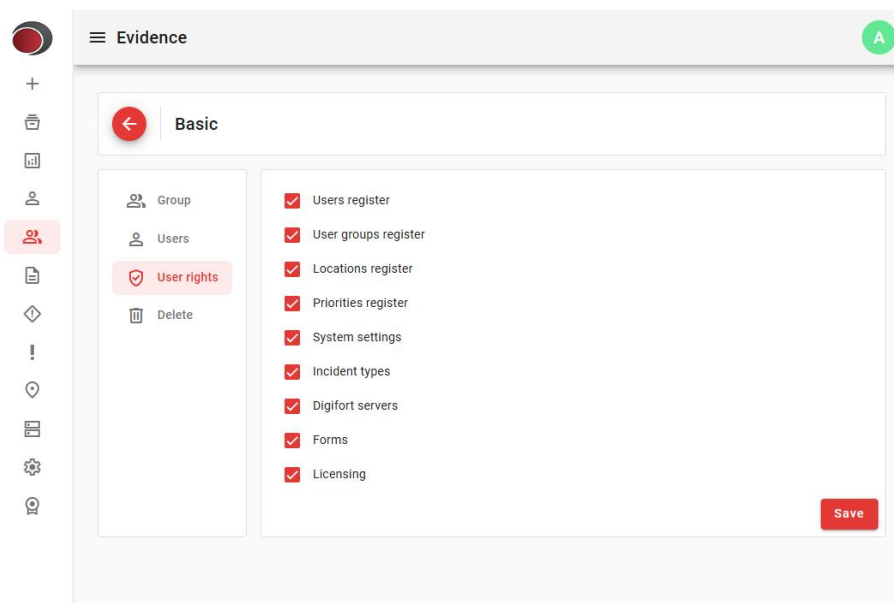 Evidence
A
Basic
Group
Users
User rights
Delete
Users register
User groups register
Locations register
Priorities register
System settings
Incident types
Digifort servers
Forms
Licensing
Save